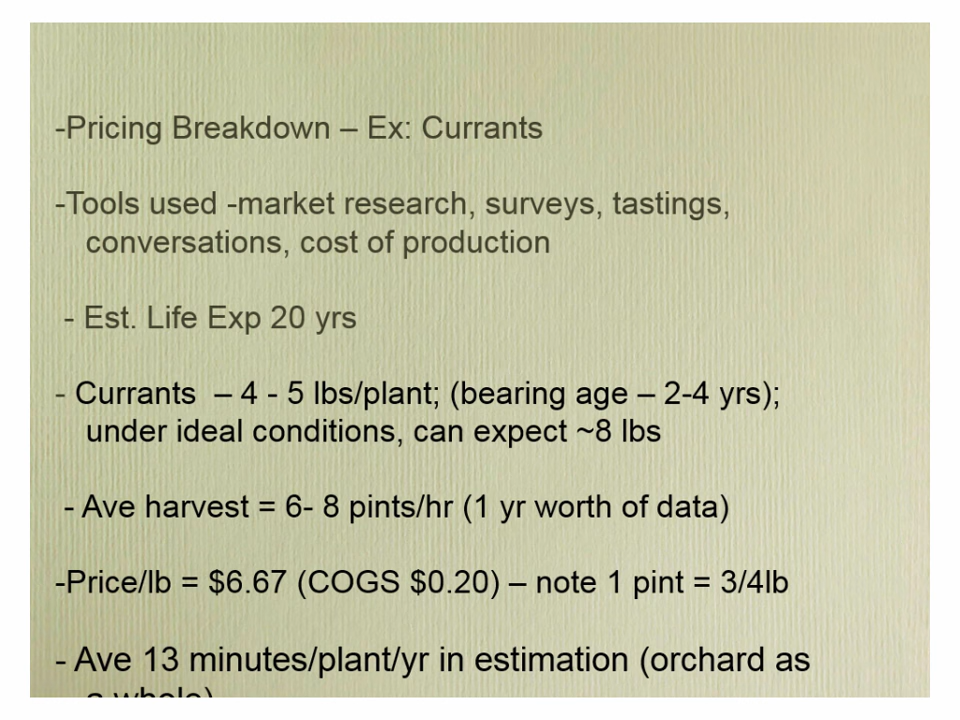 -Pricing Breakdown – Ex: Currants
-Tools used -market research, surveys, tastings,
conversations, cost of production
- Est. Life Exp 20 yrs
- Currants – 4 - 5 lbs/plant; (bearing age – 2-4 yrs);
under ideal conditions, can expect ~8 lbs
- Ave harvest = 6- 8 pints/hr (1 yr worth of data)
-Price/lb = $6.67 (COGS $0.20) – note 1 pint = 3/4lb
- Ave 13 minutes/plant/yr in estimation (orchard as
a whole)